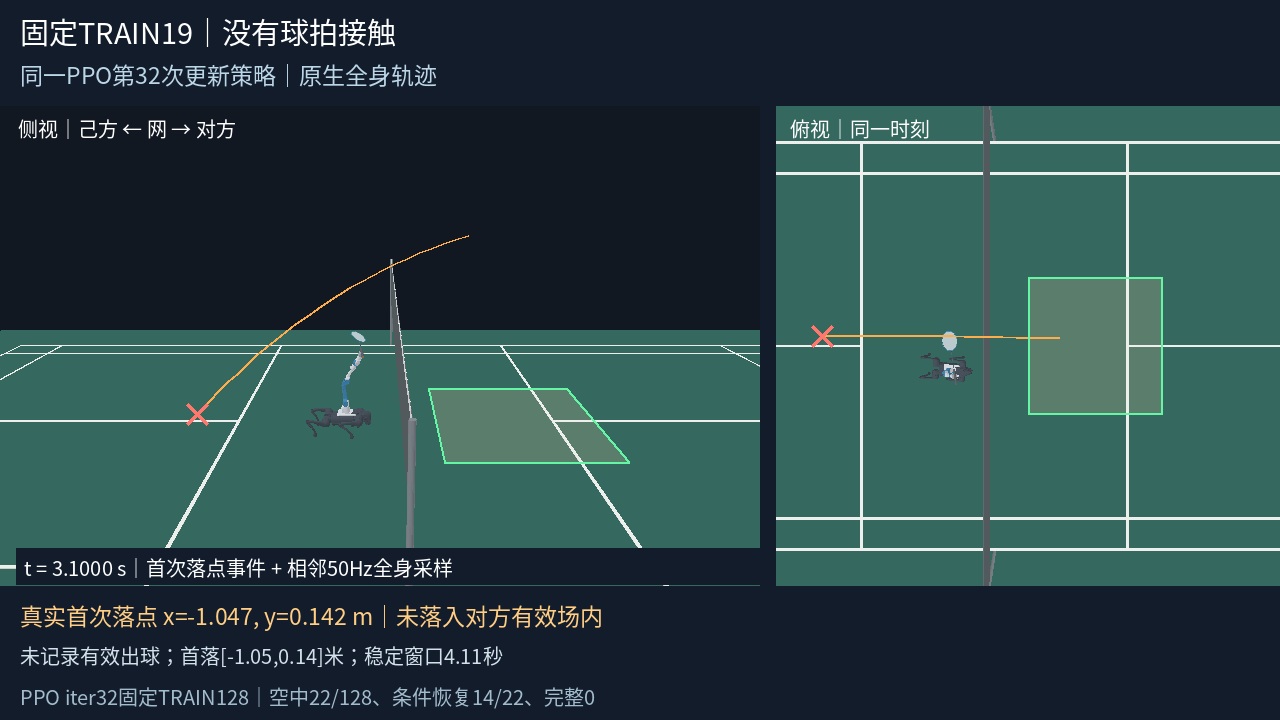 固定TRAIN19｜没有球拍接触
同一PPO第32次更新策略｜原生全身轨迹
侧视｜己方 ← 网 → 对方
俯视｜同一时刻
t = 3.1000 s｜首次落点事件 + 相邻50Hz全身采样
真实首次落点 x=-1.047, y=0.142 m｜未落入对方有效场内
未记录有效出球；首落[-1.05,0.14]米；稳定窗口4.11秒
PPO iter32固定TRAIN128｜空中22/128、条件恢复14/22、完整0